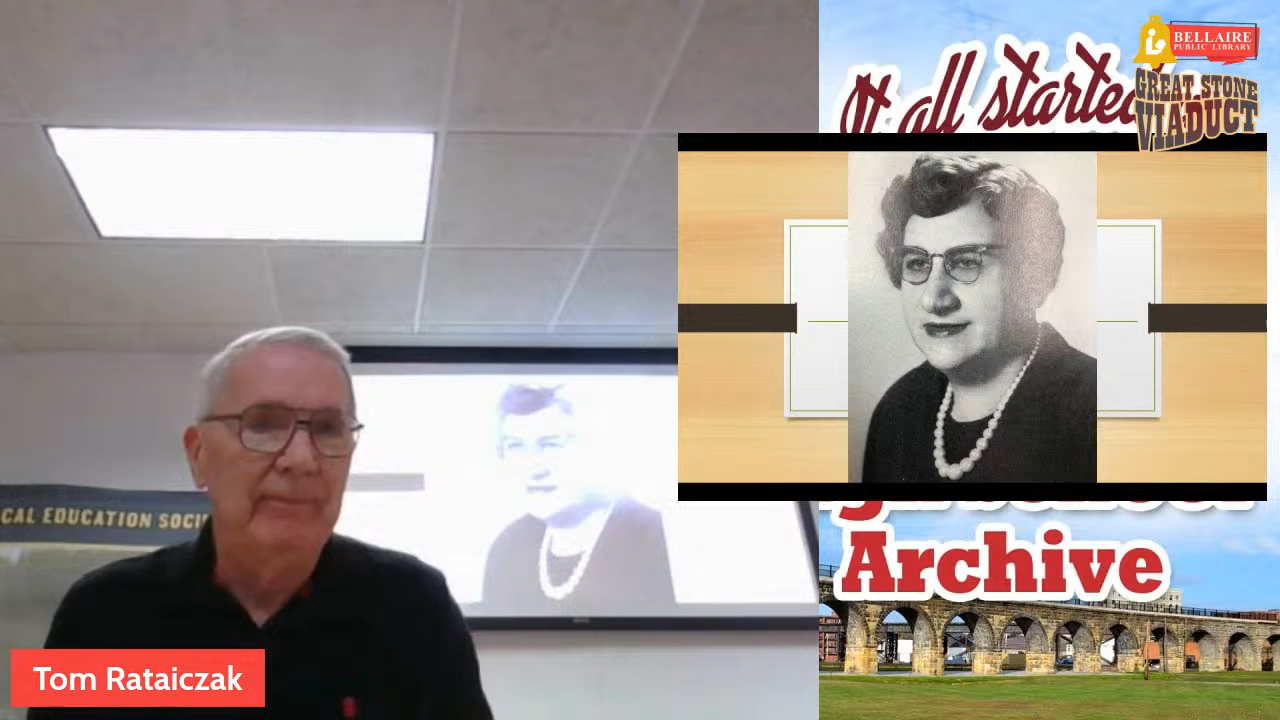 It all started
BELLAIRE
PUBLIC LIBRARY
GREAT STONE
VIADUCT
CAL EDUCATION SOCI
Archive
Tom Rataiczak